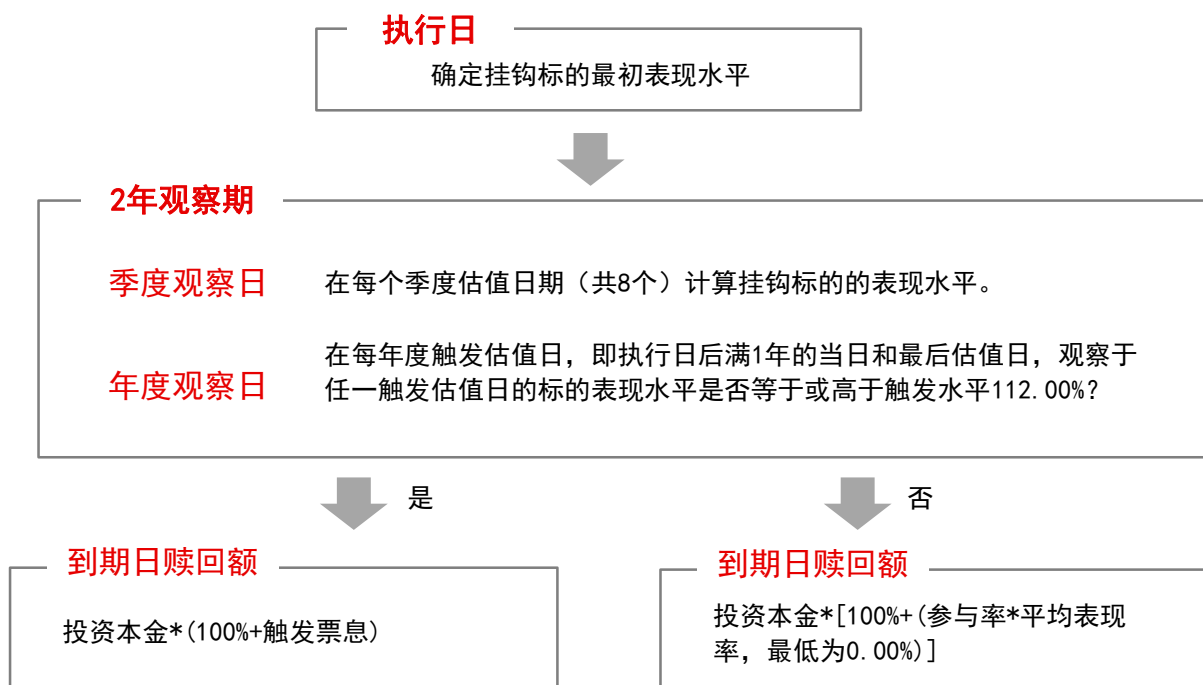 执行日
确定挂钩标的最初表现水平
2年观察期
季度观察日
在每个季度估值日期（共8个）计算挂钩标的的表现水平。
年度观察日
在每年度触发估值日，即执行日后满1年的当日和最后估值日，观察于
任一触发估值日的标的表现水平是否等于或高于触发水平112.00%？
是
否
到期日赎回额
投资本金*(100%+触发票息)
到期日赎回额
投资本金*[100%+(参与率*平均表现
率，最低为0.00%)]